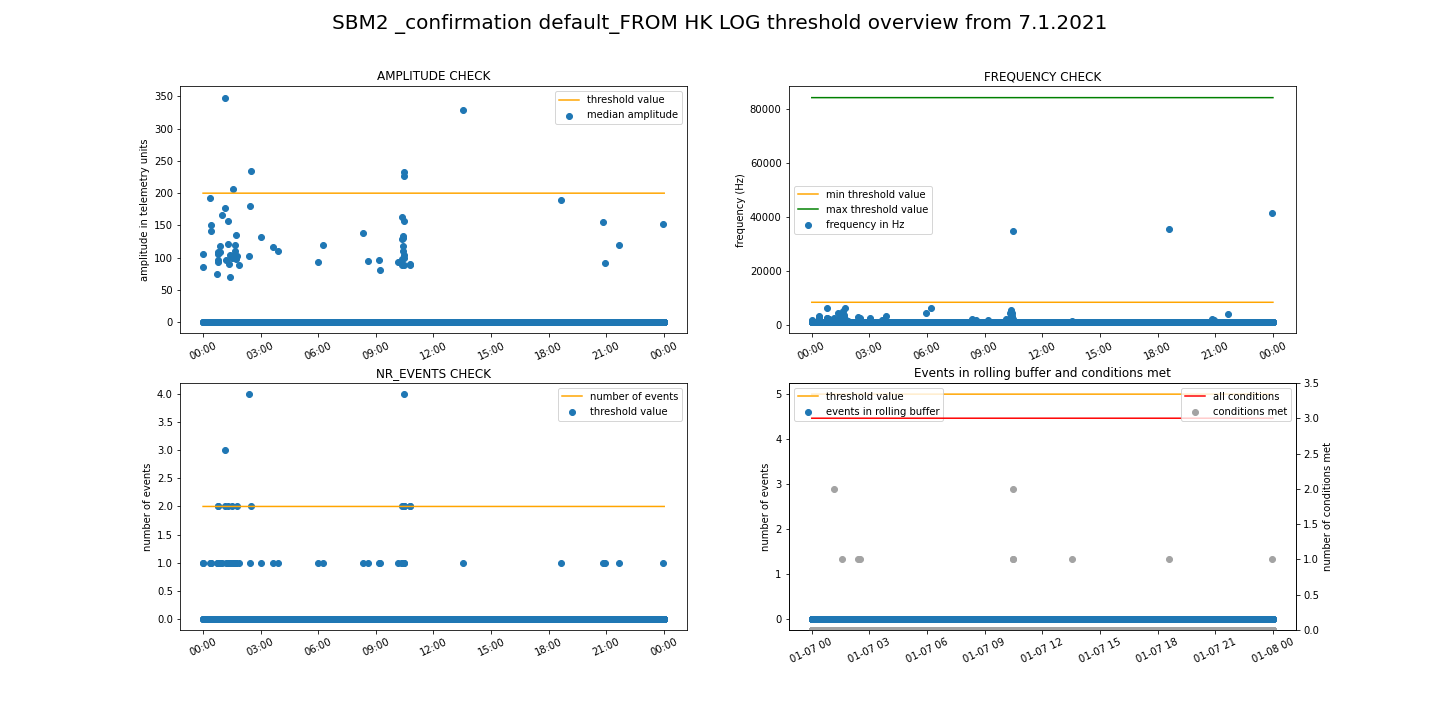 SBM2 _confirmation default_FROM HK LOG threshold overview from 7.1.2021
AMPLITUDE CHECK
threshold value
median amplitude
amplitude in telemetry units
350
300
250
200
150
100
50
0
00:00 03:00 06:00 09:00 12:00 15:00 18:00 21:00 00:00
FREQUENCY CHECK
min threshold value
max threshold value
frequency in Hz
frequency (Hz)
80000
60000
40000
20000
0
00:00 03:00 06:00 09:00 12:00 15:00 18:00 21:00 00:00
NR_EVENTS CHECK
number of events
threshold value
number of events
4.0
3.5
3.0
2.5
2.0
1.5
1.0
0.5
0.0
00:00 03:00 06:00 09:00 12:00 15:00 18:00 21:00 00:00
Events in rolling buffer and conditions met
threshold value
events in rolling buffer
all conditions
conditions met
number of events
5
4
3
2
1
0
3.5
3.0
2.5
2.0
1.5
1.0
0.5
0.0
number of conditions met
01-07 00 01-07 03 01-07 06 01-07 09 01-07 12 01-07 15 01-07 18 01-07 21 01-08 00